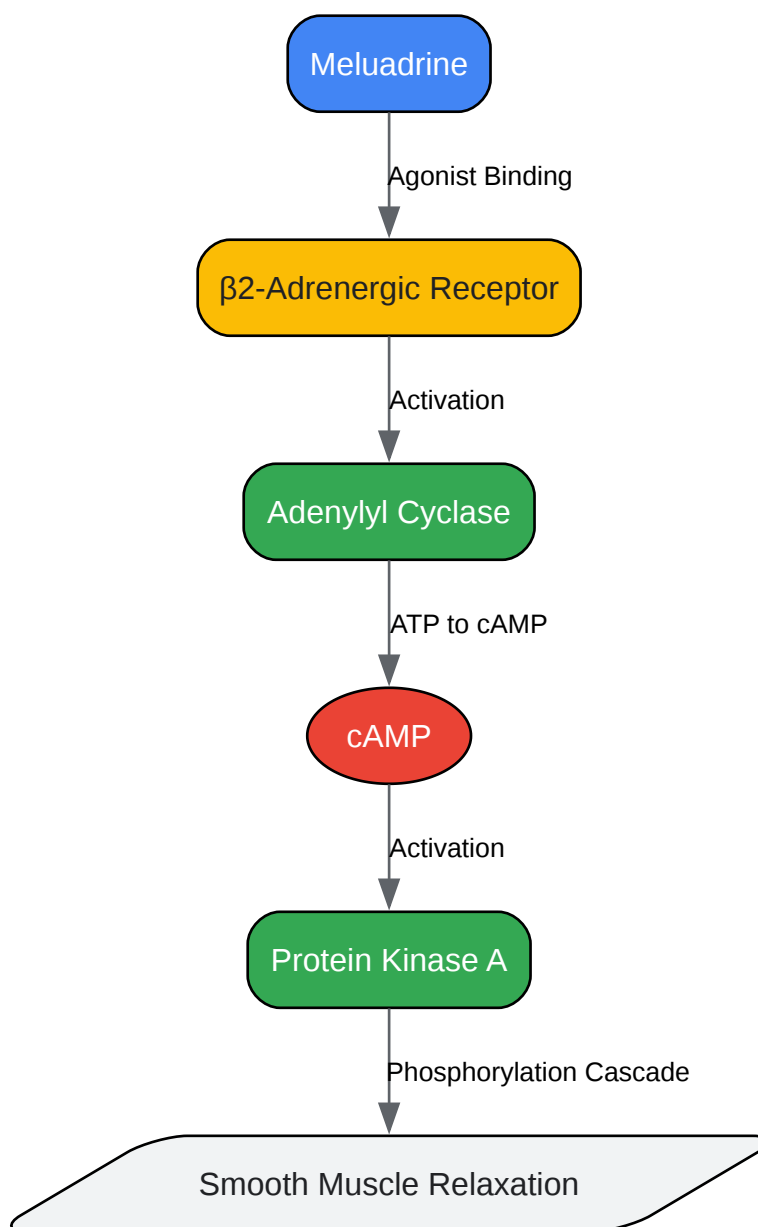 Meluadrine
Agonist Binding
β2-Adrenergic Receptor
Activation
Adenylyl Cyclase
ATP to cAMP
cAMP
Activation
Protein Kinase A
Phosphorylation Cascade
Smooth Muscle Relaxation